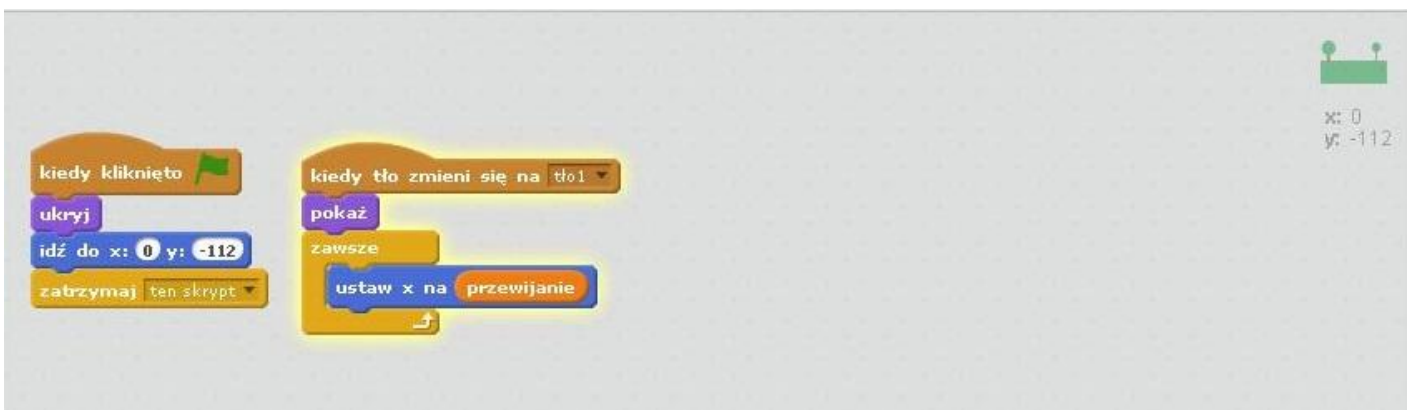 kiedy kliknięto
ukryj
idź do x: 0 y: -112
zatrzymaj ten skrypt
kiedy tło zmieni się na tło1
pokaż
zawsze
ustaw x na przewijanie
x: 0
y: -112